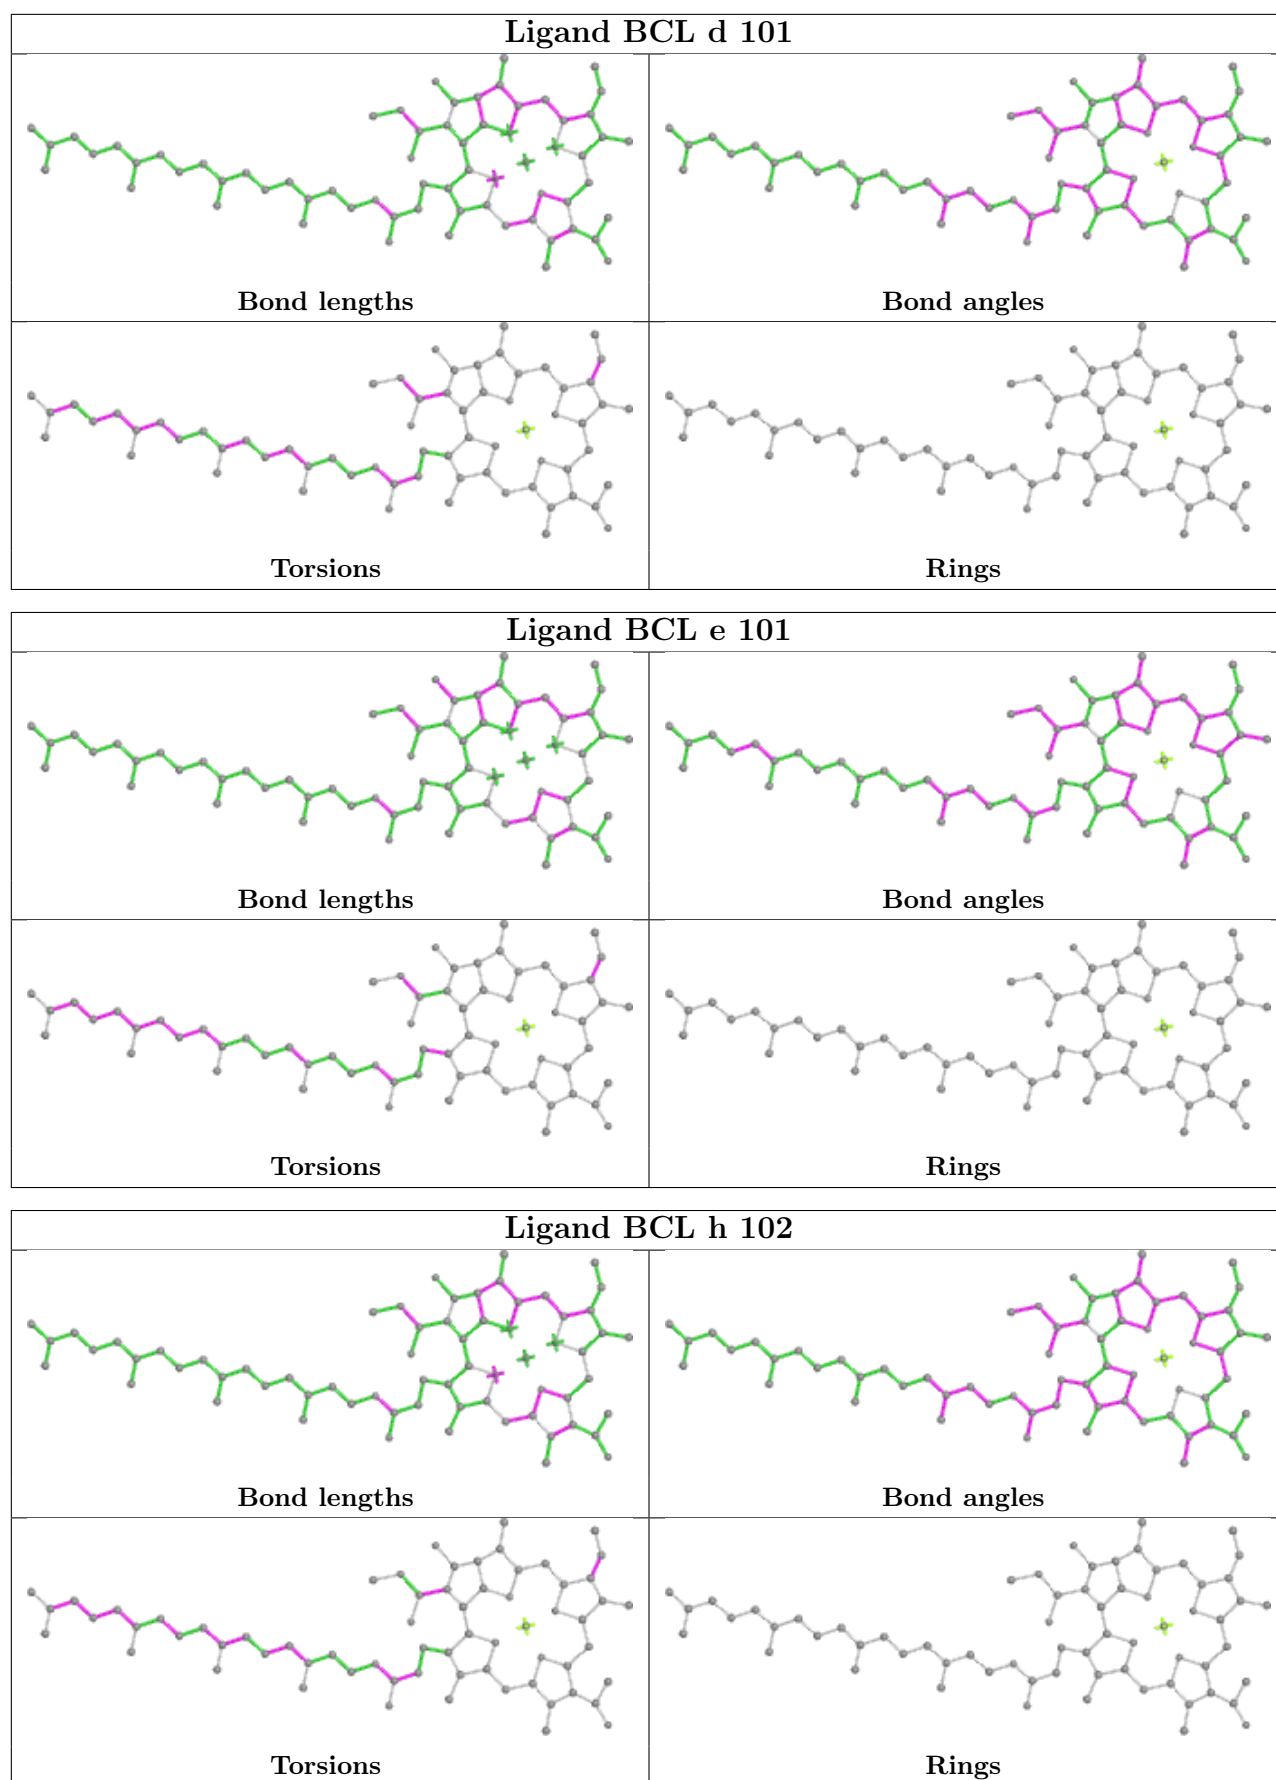 Ligand BCL d 101
Bond lengths
Bond angles
Torsions
Rings
Ligand BCL e 101
Bond lengths
Bond angles
Torsions
Rings
Ligand BCL h 102
Bond lengths
Bond angles
Torsions
Rings